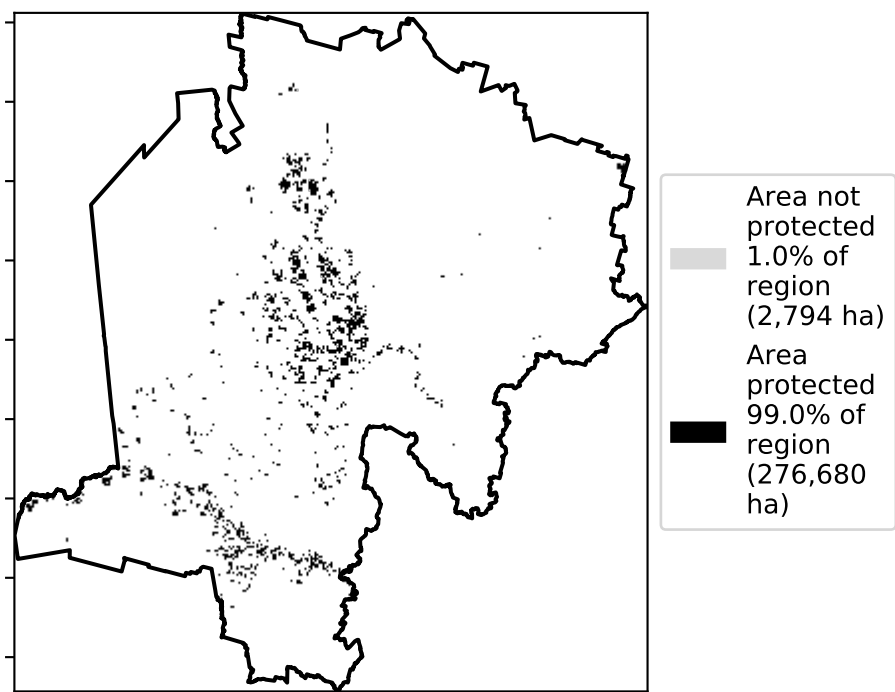 Area not
protected
1.0% of
region
(2,794 ha)
Area
protected
99.0% of
region
(276,680
ha)